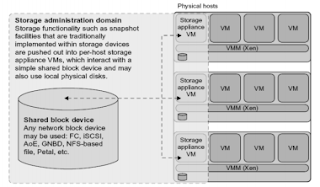 Physical hosts
Storage administration domain
Storage functionality such as snapshot
facilities that are traditionally
implemented within storage devices
are pushed out into per-host storage
appliance VMs, which interact with a
simple shared block device and may
also use local physical disks.
Shared block device
Any network block device
may be used: FC, iSCSI,
AoE, GNBD, NFS-based
file, Petal, etc.
Storage
appliance
VM
VM
VM
VM
VMM (Xen)
Storage
appliance
VM
VM
VM
VM
VMM (Xen)
Storage
appliance
VM
VM
VM
VM
VMM (Xen)